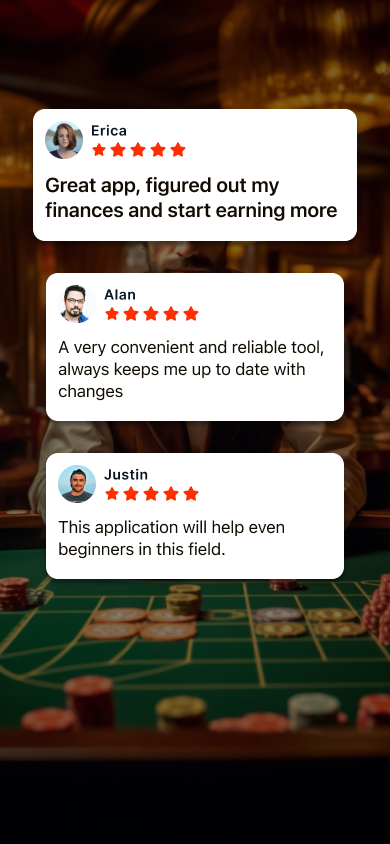 Erica
Great app, figured out my
finances and start earning more
Alan
A very convenient and reliable tool,
always keeps me up to date with
changes
Justin
This application will help even
beginners in this field.